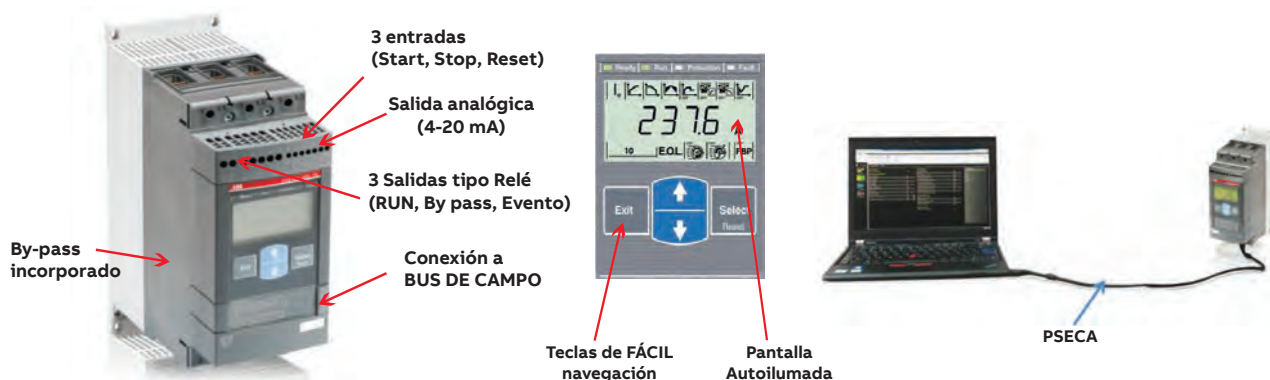 3 entradas
(Start, Stop, Reset)
Salida analógica
(4-20 mA)
3 Salidas tipo Relé
(RUN, By pass, Evento)
By-pass
incorporado
Conexión a
BUS DE CAMPO
ABB
Ready Run Protection Fault
237.6
10 E.O.L FBP
Exit
Select
Reset
Teclas de FÁCIL
navegación
Pantalla
Autoilumada
PSECA